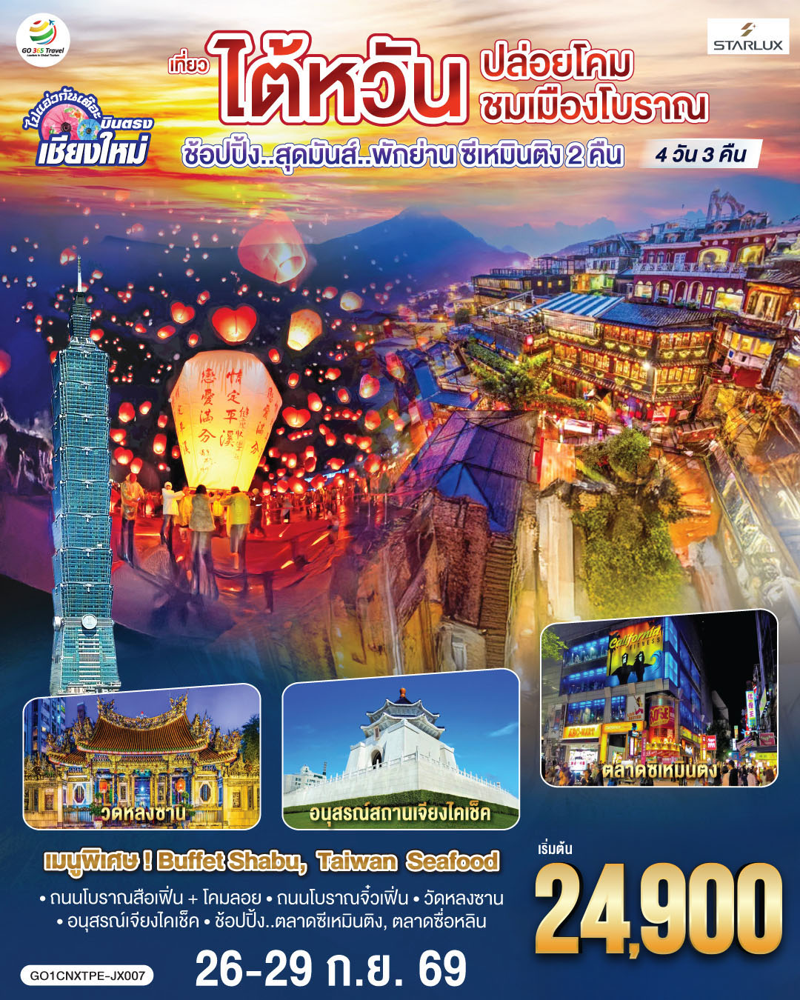 GO 365 Travel
Leaders in Global Tourism
STARLUX
เที่ยว ไต้หวัน ปล่อยโคม
ชมเมืองโบราณ
ไปแอ่วกันเต๊อะ
บินตรง
เชียงใหม่
ช้อปปิ้ง..สุดมันส์..พักย่าน ซีเหมินติง 2 คืน
4 วัน 3 คืน
情定平溪
戀愛滿分
California
FITNESS
ABC-MART
วัดหลงซาน
อนุสรณ์สถานเจียงไคเช็ค
ตลาดซีเหมินติง
เมนูพิเศษ ! Buffet Shabu, Taiwan Seafood
• ถนนโบราณสือเฟิ่น + โคมลอย • ถนนโบราณจิ๋วเฟิ่น • วัดหลงซาน
• อนุสรณ์เจียงไคเช็ค • ช้อปปิ้ง..ตลาดซีเหมินติง, ตลาดซื่อหลิน
เริ่มต้น
24,900
GO1CNXTPE-JX007
26-29 ก.ย. 69